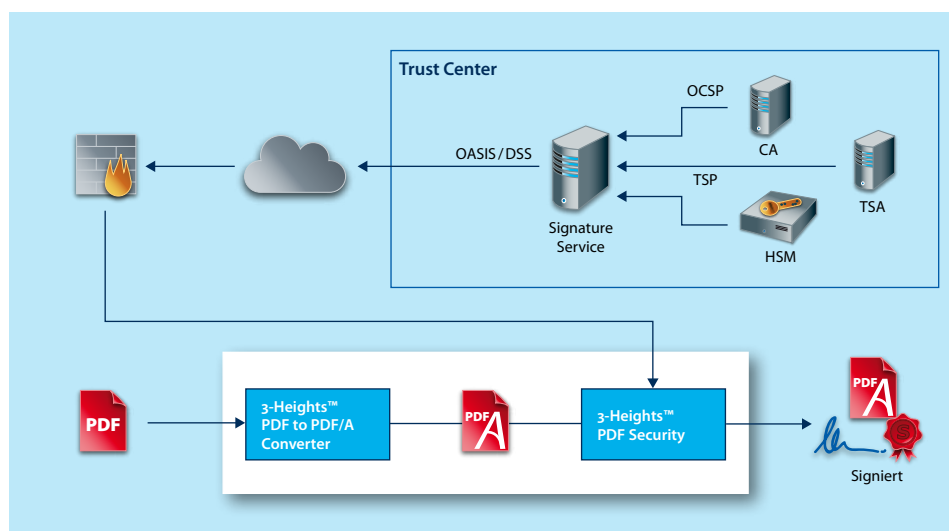 Trust Center
OCSP
CA
OASIS / DSS
TSP
TSA
Signature
Service
HSM
PDF
3-Heights™
PDF to PDF/A
Converter
PDF
A
3-Heights™
PDF Security
PDF
A
S
Signiert